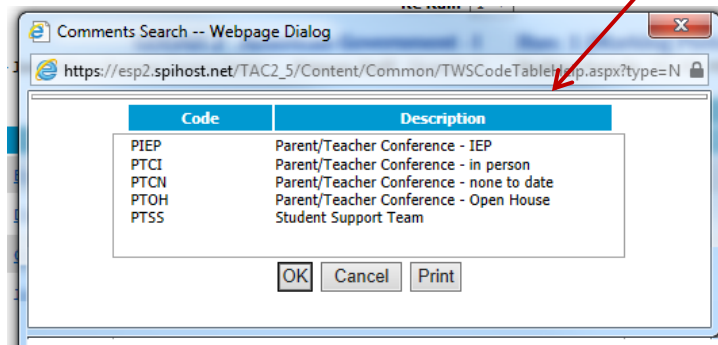 Comments Search -- Webpage Dialog
https://esp2.spihost.net/TAC2_5/Content/Common/TWSCodeTableHelp.aspx?type=N
Code Description
PIEP Parent/Teacher Conference - IEP
PTCI Parent/Teacher Conference - in person
PTCN Parent/Teacher Conference - none to date
PTOH Parent/Teacher Conference - Open House
PTSS Student Support Team
OK Cancel Print